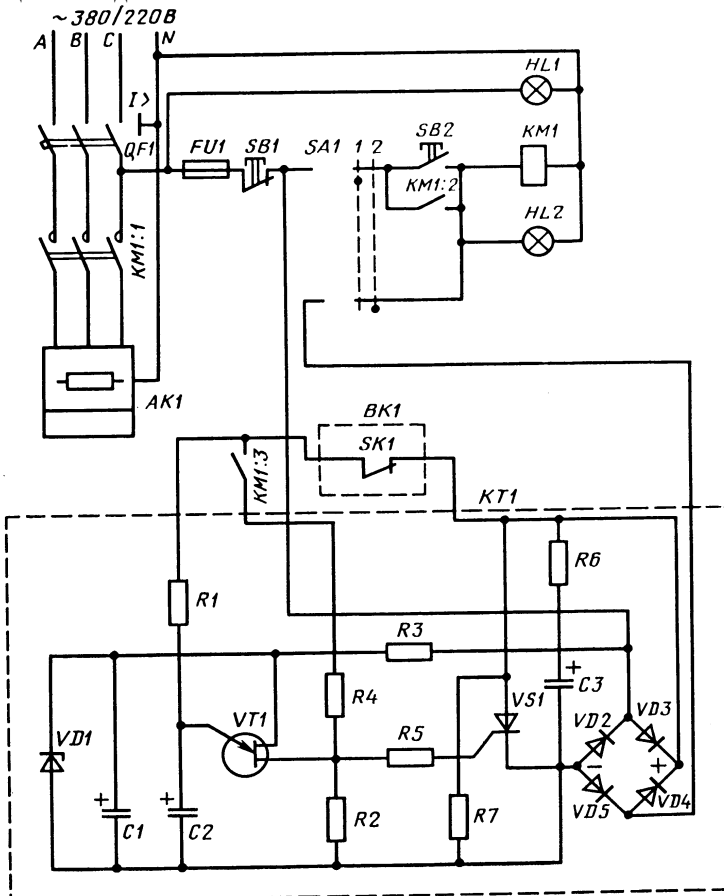 ~380/220В
A B C N
HL1
I>
QF1
FU1 SB1 SA1 1 2 SB2 KM1
KM1:2
KM1:1
HL2
AK1
BK1
SK1
KM1:3
KT1
R6
R1
R3
R4
VS1
C3
VD2
VD3
VD1
VT1
R5
- +
C1
C2
R2
R7
VD5
VD4